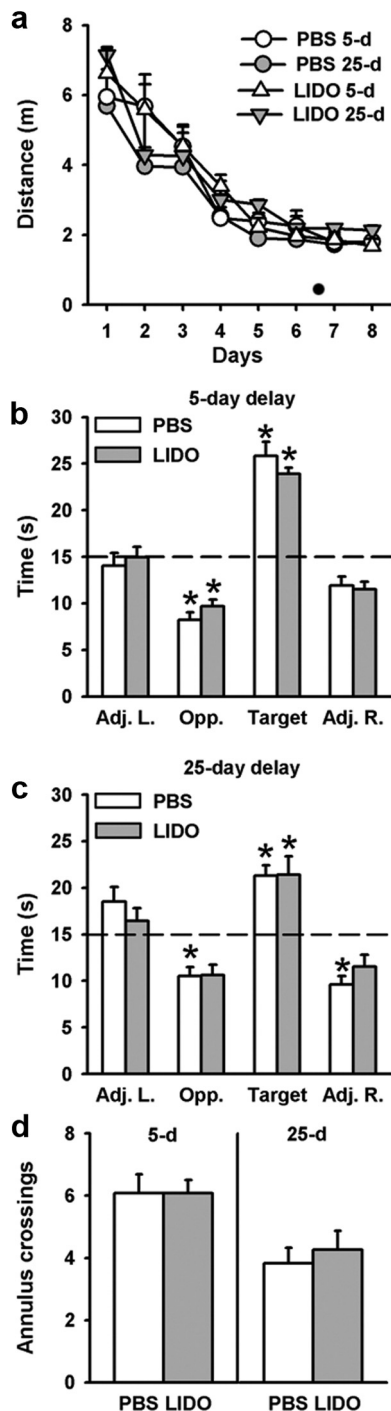 a
PBS 5-d
PBS 25-d
LIDO 5-d
LIDO 25-d
Distance (m)
8
6
4
2
0
1 2 3 4 5 6 7 8
Days
b
5-day delay
PBS
LIDO
Time (s)
30
25
20
15
10
5
0
* * * *
Adj. L. Opp. Target Adj. R.
c
25-day delay
PBS
LIDO
Time (s)
30
25
20
15
10
5
0
* * * *
Adj. L. Opp. Target Adj. R.
d
5-d 25-d
Annulus crossings
8
6
4
2
0
PBS LIDO PBS LIDO